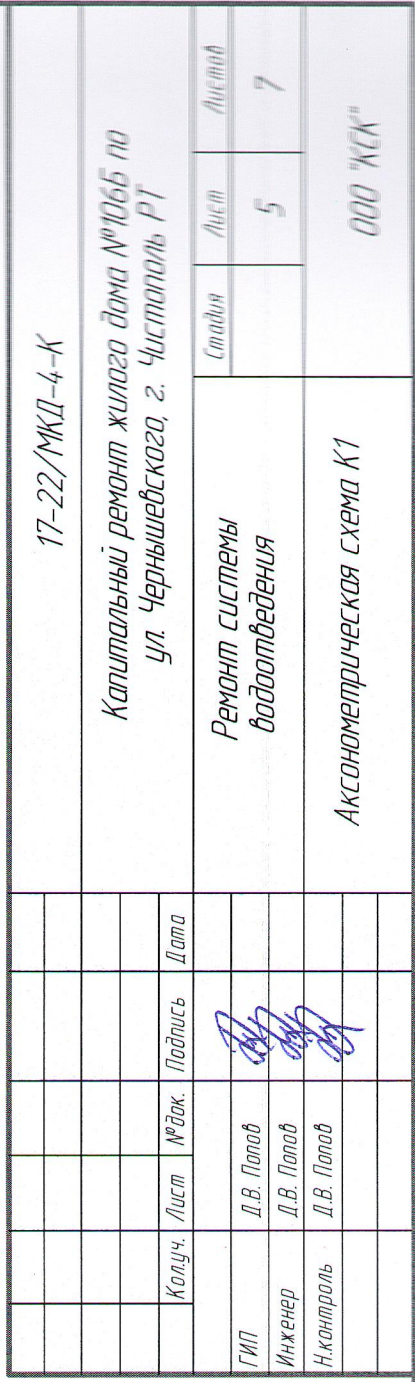 17-22/МКД-4-К
Капитальный ремонт жилого дома №106Б по
ул. Чернышевского, г. Чистополь РТ
Кол.уч. Лист №док. Подпись Дата
ГИП Д.В. Попов
Инженер Д.В. Попов
Н.контроль Д.В. Попов
Ремонт системы
водоотведения
Стадия Лист Листов
5 7
Аксонометрическая схема К1
ООО "КСК"